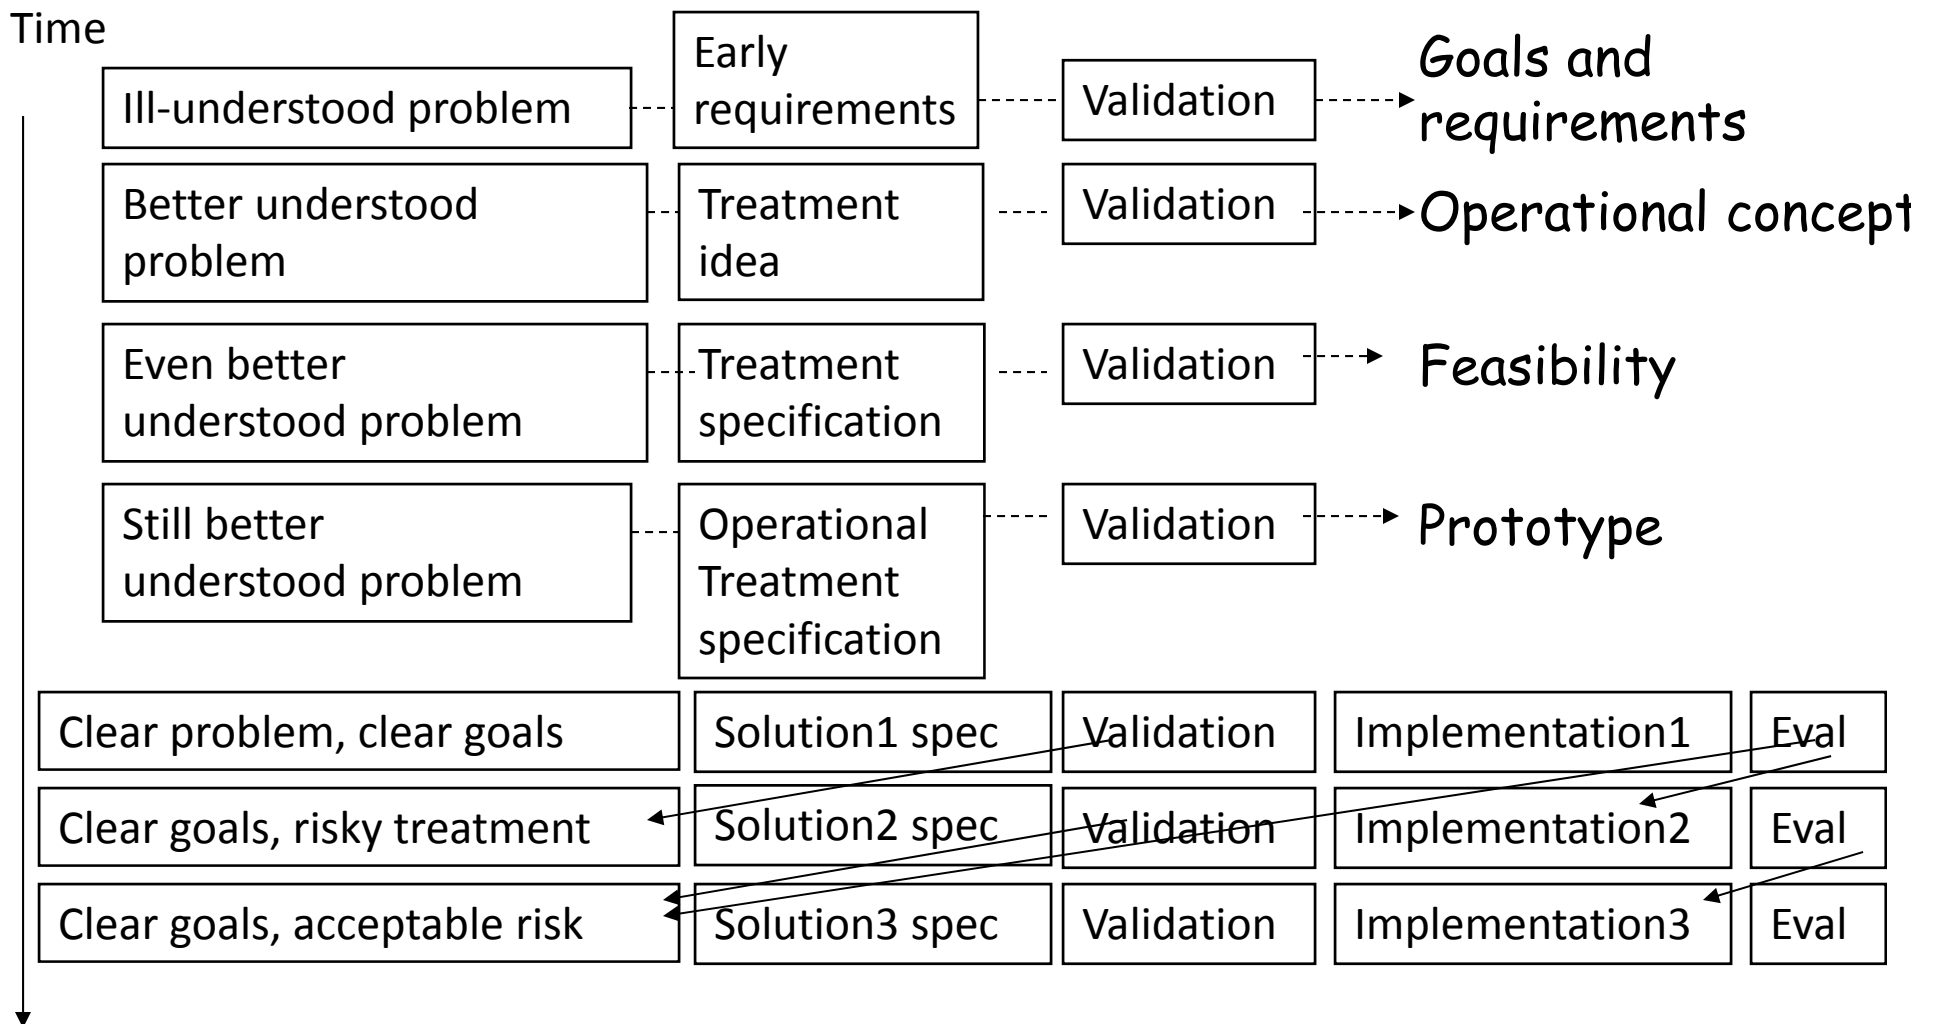 Time
Ill-understood problem
Early
requirements
Validation
Goals and
requirements
Better understood
problem
Treatment
idea
Validation
Operational concept
Even better
understood problem
Treatment
specification
Validation
Feasibility
Still better
understood problem
Operational
Treatment
specification
Validation
Prototype
Clear problem, clear goals
Solution1 spec
Validation
Implementation1
Eval
Clear goals, risky treatment
Solution2 spec
Validation
Implementation2
Eval
Clear goals, acceptable risk
Solution3 spec
Validation
Implementation3
Eval